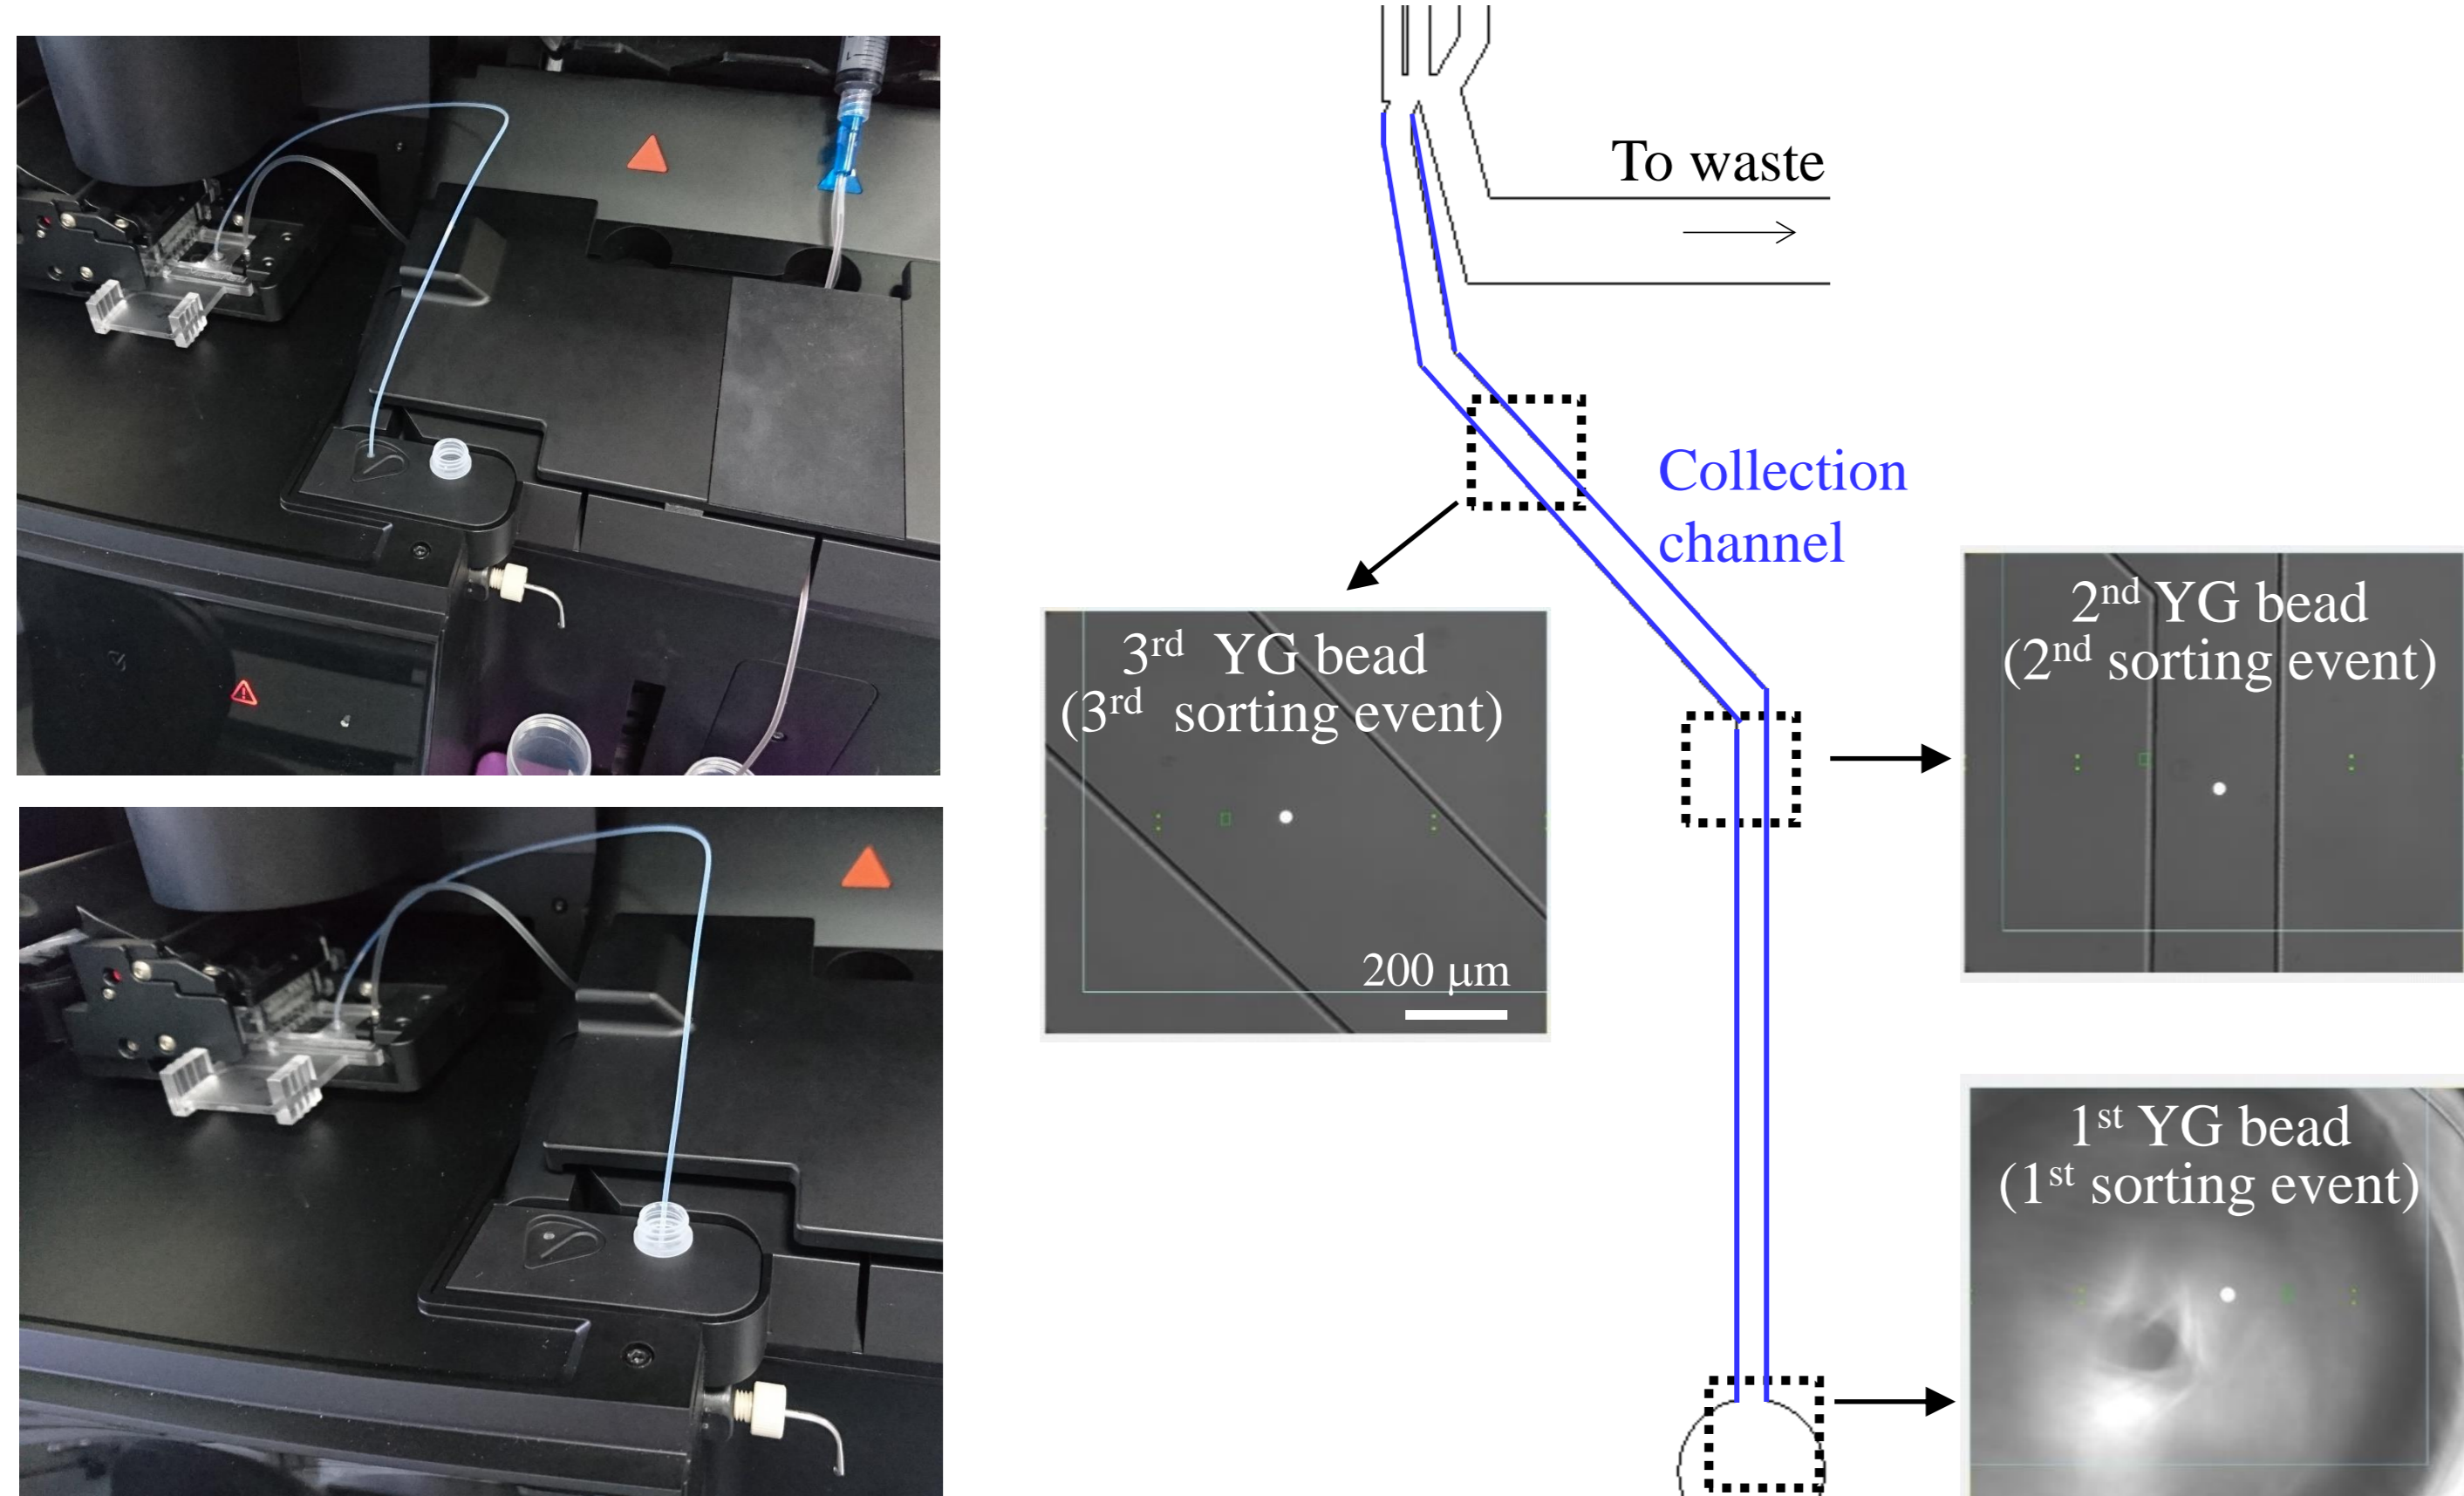 To waste
Collection
channel
3rd YG bead
(3rd sorting event)
200 μm
2nd YG bead
(2nd sorting event)
1st YG bead
(1st sorting event)